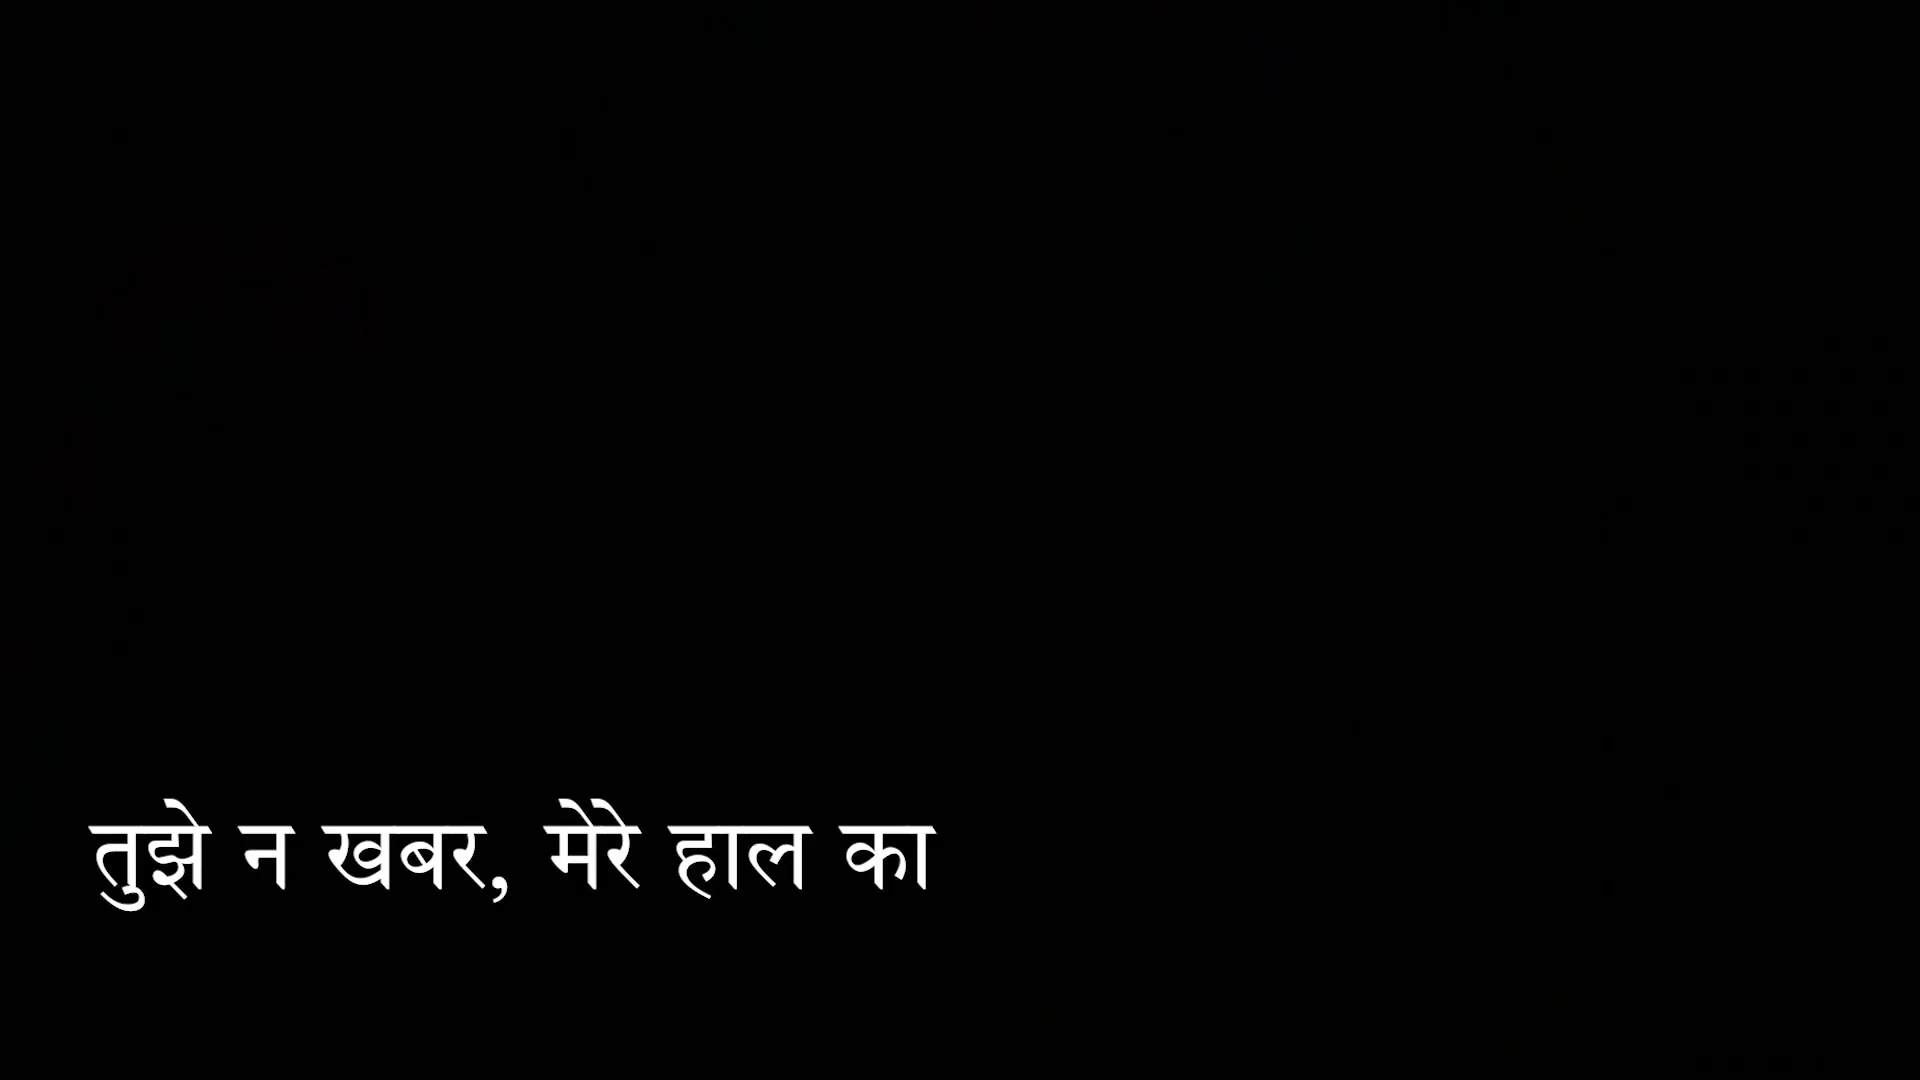 तुझे न खबर, मेरे हाल का